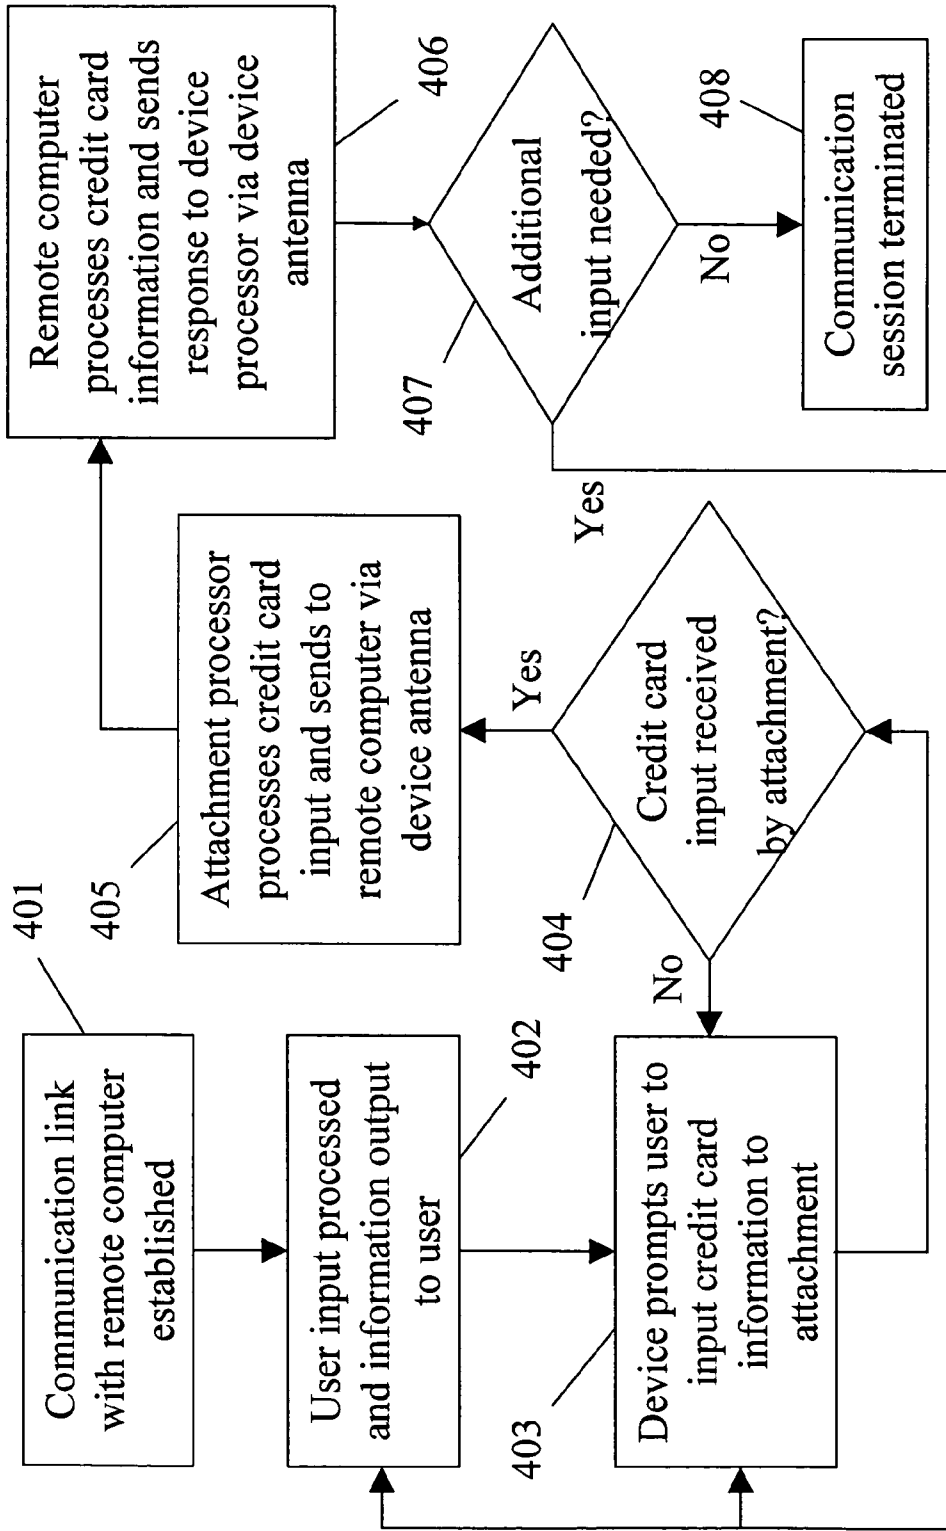 Communication link
with remote computer
established
401
User input processed
and information output
to user
402
Device prompts user to
input credit card
information to
attachment
403
Credit card
input received
by attachment?
404
No
Yes
Attachment processor
processes credit card
input and sends to
remote computer via
device antenna
405
Remote computer
processes credit card
information and sends
response to device
processor via device
antenna
406
Additional
input needed?
407
Yes
No
Communication
session terminated
408